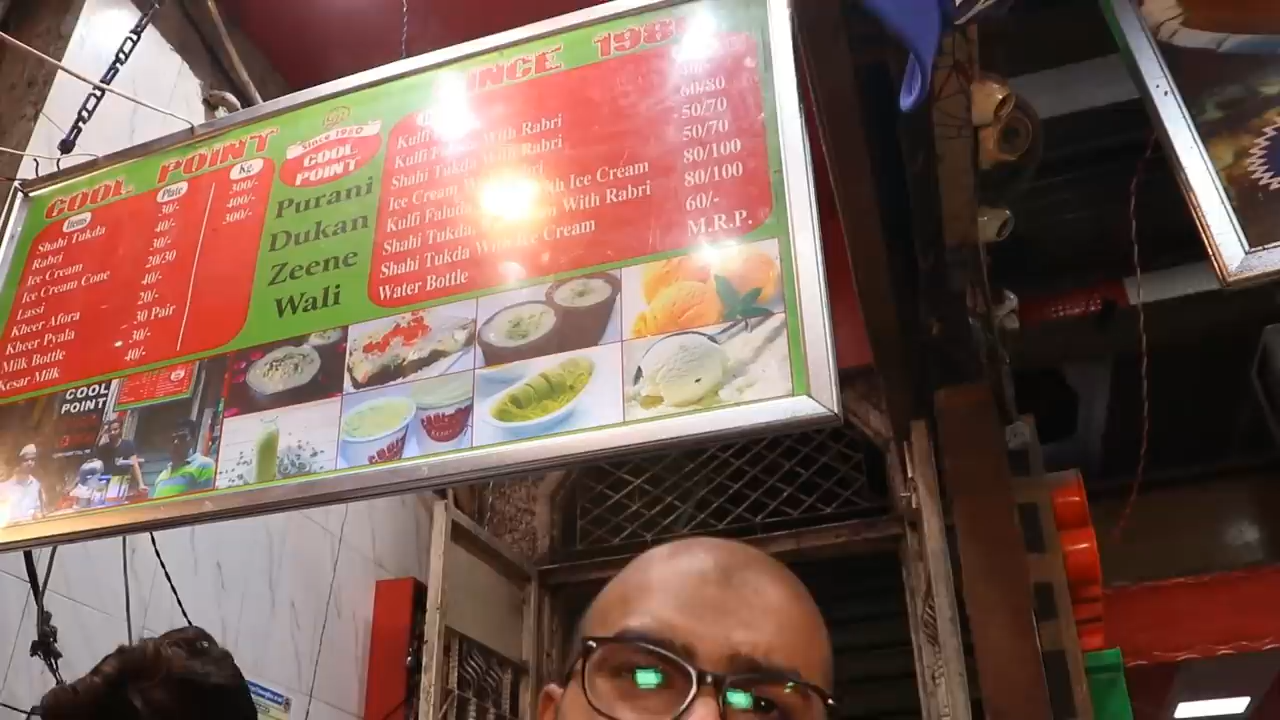 COOL POINT
Items Plate Kg.
Shahi Tukda 30/- 300/-
Rabri 40/- 400/-
Ice Cream 30/- 300/-
Ice Cream Cone 20/30
Lassi 40/-
Kheer Afora 20/-
Kheer Pyala 30 Pair
Milk Bottle 30/-
Kesar Milk 40/-
Since 1980
COOL
POINT
Purani
Dukan
Zeene
Wali
Kulfi With Rabri 60/80
Shahi Tukda With Rabri 50/70
Ice Cream 50/70
Kulfi Faluda With Ice Cream 80/100
Shahi Tukda With Rabri 80/100
Shahi Tukda With Ice Cream 60/-
Water Bottle M.R.P.
COOL
POINT